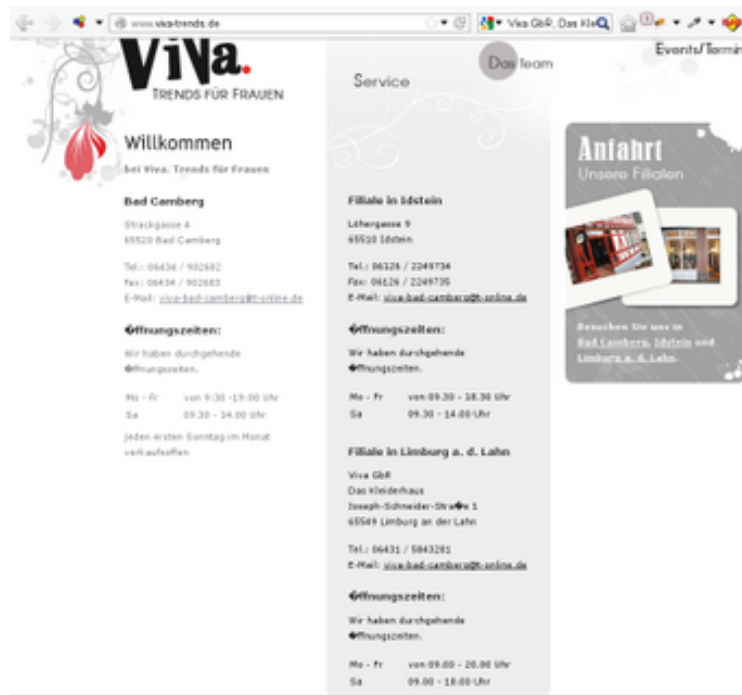 www.viva-trends.de
Viva GbR, Das Kle
ViVa.
TRENDS FÜR FRAUEN
Service
Das Team
Events/Termin
Willkommen
bei Viva. Trends für Frauen
Bad Camberg
Strackgasse 4
65520 Bad Camberg
Tel.: 06434 / 902682
Fax: 06434 / 902683
E-Mail: viva-bad-camberg@t-online.de
�ffnungszeiten:
Wir haben durchgehende
�ffnungszeiten.
Mo - Fr von 9:30 -19:00 Uhr
Sa 09.30 - 14.00 Uhr
jeden ersten Sonntag im Monat
verkaufsoffen
Filiale in Idstein
Löhergasse 9
65510 Idstein
Tel.: 06126 / 2249734
Fax: 06126 / 2249735
E-Mail: viva-bad-camberg@t-online.de
�ffnungszeiten:
Wir haben durchgehende
�ffnungszeiten.
Mo - Fr von 09.30 - 18.30 Uhr
Sa 09.30 - 14.00 Uhr
Filiale in Limburg a. d. Lahn
Viva GbR
Das Kleiderhaus
Joseph-Schneider-Stra�e 1
65549 Limburg an der Lahn
Tel.: 06431 / 5843281
E-Mail: viva-bad-camberg@t-online.de
�ffnungszeiten:
Wir haben durchgehende
�ffnungszeiten.
Mo - Fr von 09.00 - 20.00 Uhr
Sa 09.00 - 18.00 Uhr
Anfahrt
Unsere Filialen
Besuchen Sie uns in
Bad Camberg, Idstein und
Limburg a. d. Lahn.